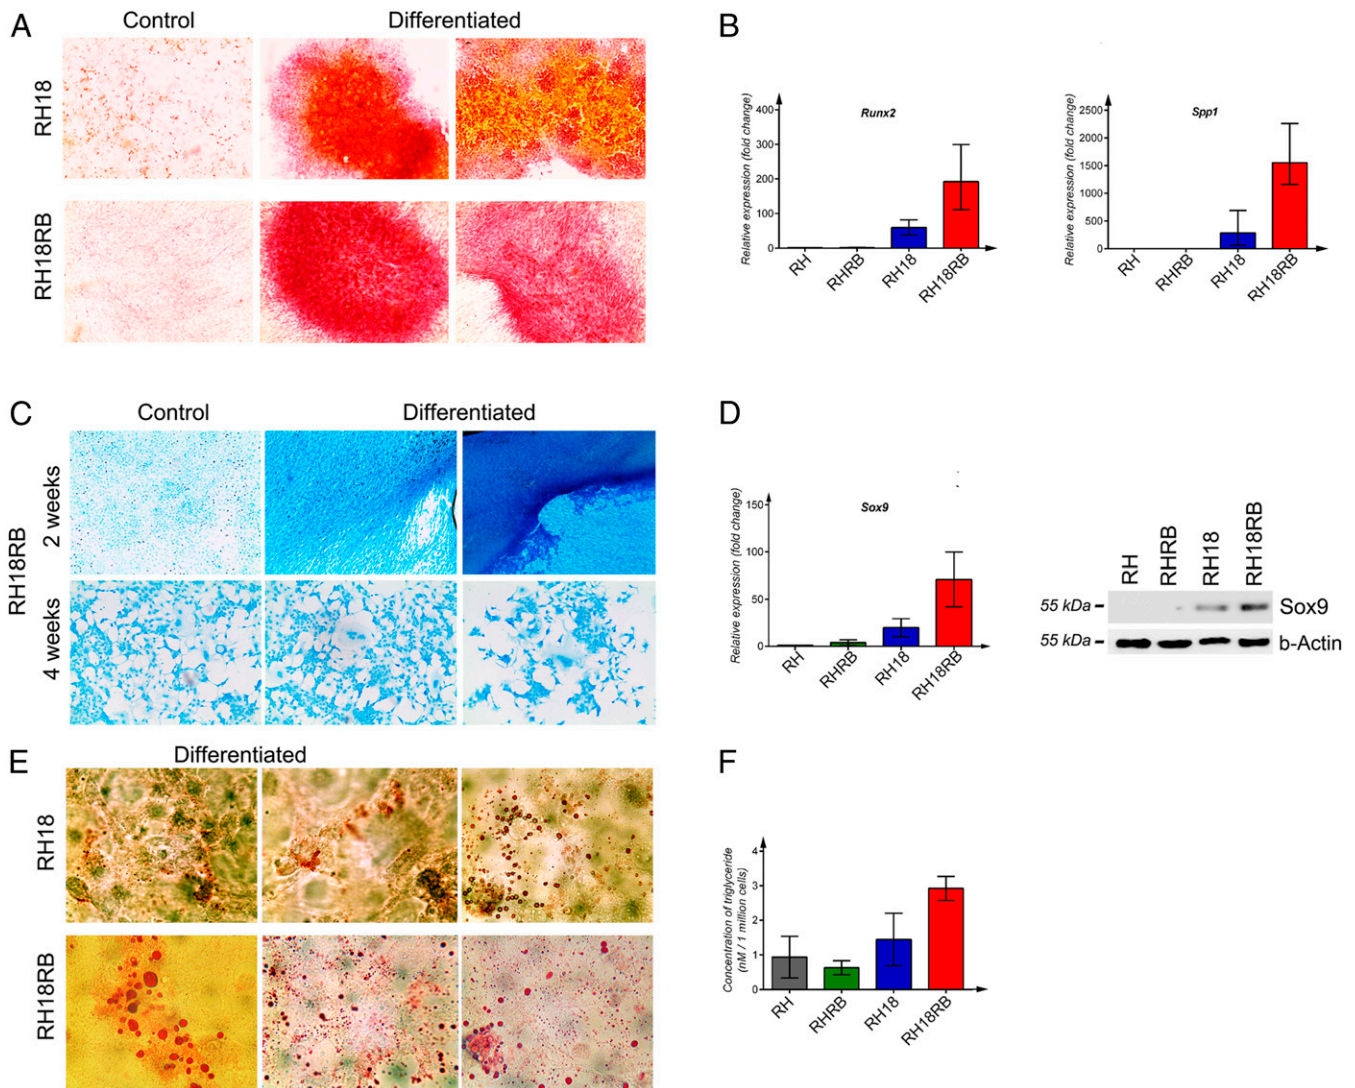 A
Control
Differentiated
RH18
RH18RB
B
Relative expression (fold change)
400
300
200
100
0
Runx2
RH
RHRB
RH18
RH18RB
Relative expression (fold change)
2500
2000
1500
1000
500
0
Spp1
RH
RHRB
RH18
RH18RB
C
Control
Differentiated
RH18RB
2 weeks
4 weeks
D
Relative expression (fold change)
150
100
50
0
Sox9
RH
RHRB
RH18
RH18RB
RH
RHRB
RH18
RH18RB
55 kDa
Sox9
55 kDa
b-Actin
E
Differentiated
RH18
RH18RB
F
Concentration of triglyceride
(nM / 1 million cells)
4
3
2
1
0
RH
RHRB
RH18
RH18RB